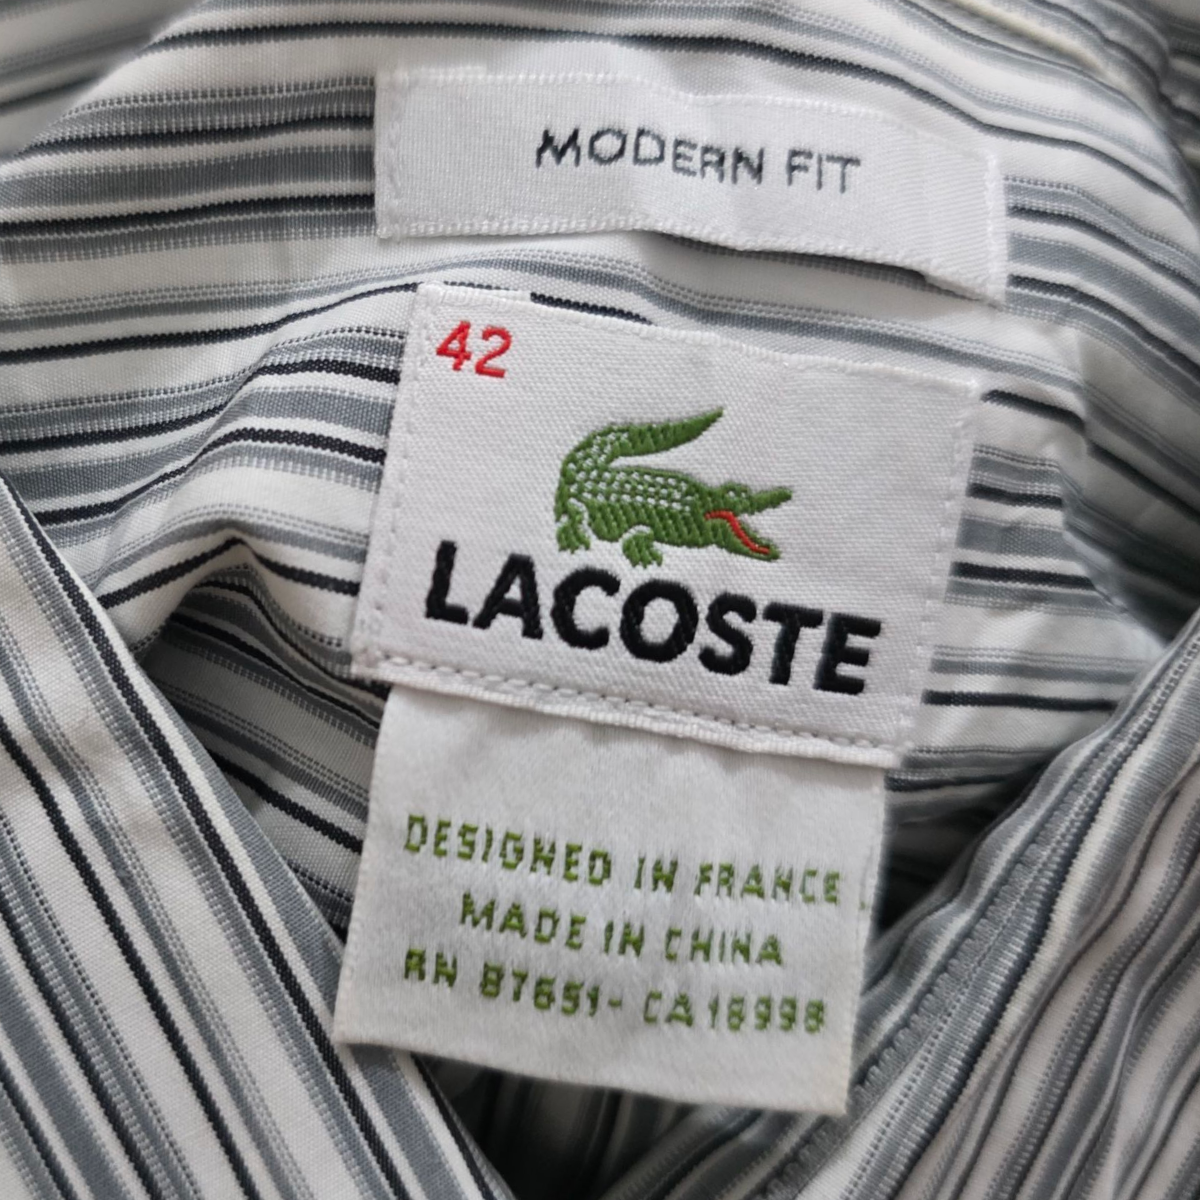 MODERN FIT
42
LACOSTE
DESIGNED IN FRANCE
MADE IN CHINA
RN 87651- CA 18998